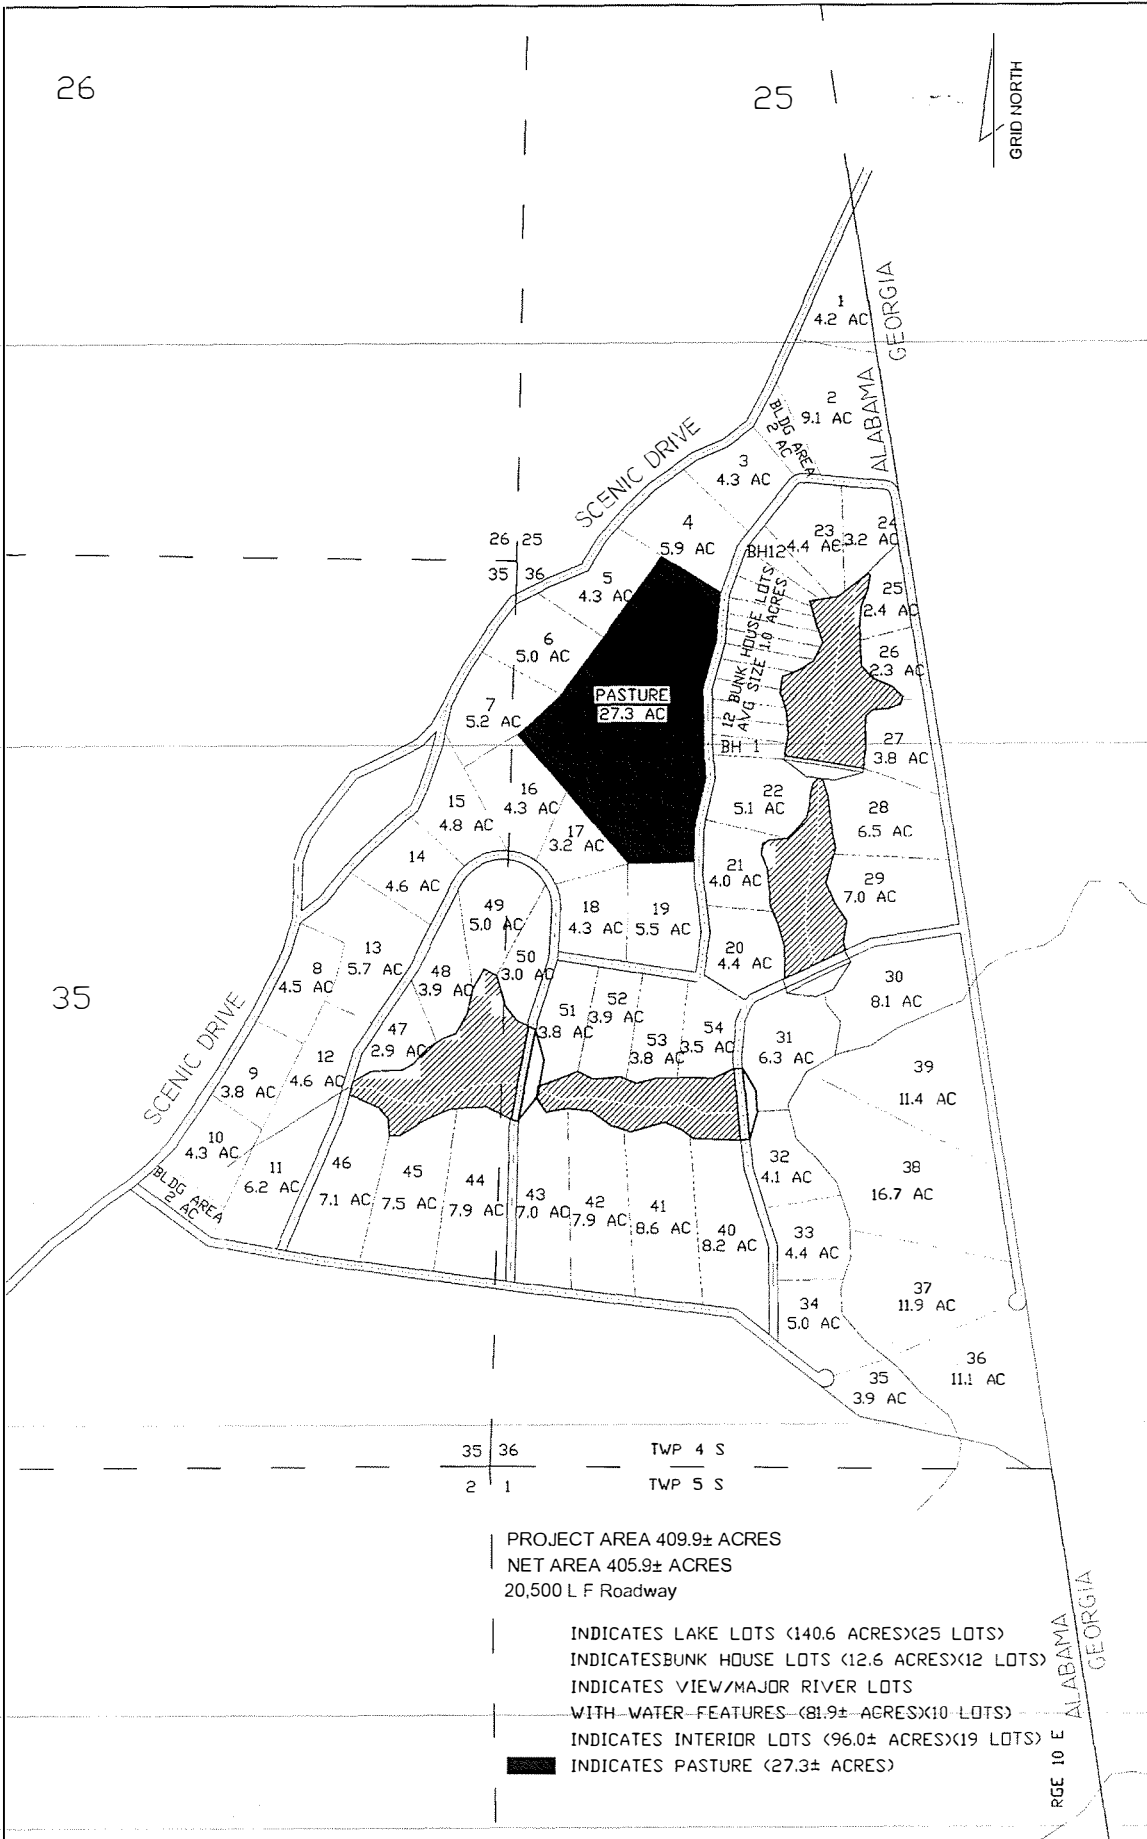 26
25
GRID NORTH
1
4.2 AC
GEORGIA
ALABAMA
2
9.1 AC
BLDG AREA
2 AC
SCENIC DRIVE
3
4.3 AC
4
5.9 AC
23
4.4 AC
24
3.2 AC
BH12
26 25
35 36
5
4.3 AC
25
2.4 AC
12 BUNK HOUSE LOTS
AVG SIZE 1.0 ACRES
6
5.0 AC
26
2.3 AC
PASTURE
27.3 AC
7
5.2 AC
BH 1
27
3.8 AC
16
4.3 AC
15
4.8 AC
22
5.1 AC
28
6.5 AC
17
3.2 AC
14
4.6 AC
21
4.0 AC
29
7.0 AC
49
5.0 AC
18
4.3 AC
19
5.5 AC
20
4.4 AC
13
5.7 AC
50
3.0 AC
8
4.5 AC
48
3.9 AC
30
8.1 AC
35
SCENIC DRIVE
51
3.8 AC
52
3.9 AC
53
3.8 AC
54
3.5 AC
47
2.9 AC
31
6.3 AC
12
4.6 AC
9
3.8 AC
39
11.4 AC
10
4.3 AC
11
6.2 AC
BLDG AREA
2 AC
46
7.1 AC
45
7.5 AC
44
7.9 AC
43
7.0 AC
42
7.9 AC
41
8.6 AC
40
8.2 AC
32
4.1 AC
38
16.7 AC
33
4.4 AC
34
5.0 AC
37
11.9 AC
36
11.1 AC
35
3.9 AC
35 36
TWP 4 S
2 1
TWP 5 S
PROJECT AREA 409.9± ACRES
NET AREA 405.9± ACRES
20,500 L F Roadway
INDICATES LAKE LOTS (140.6 ACRES)(25 LOTS)
INDICATESBUNK HOUSE LOTS (12.6 ACRES)(12 LOTS)
INDICATES VIEW/MAJOR RIVER LOTS
WITH WATER FEATURES (81.9± ACRES)(10 LOTS)
INDICATES INTERIOR LOTS (96.0± ACRES)(19 LOTS)
INDICATES PASTURE (27.3± ACRES)
ALABAMA
GEORGIA
RGE 10 E